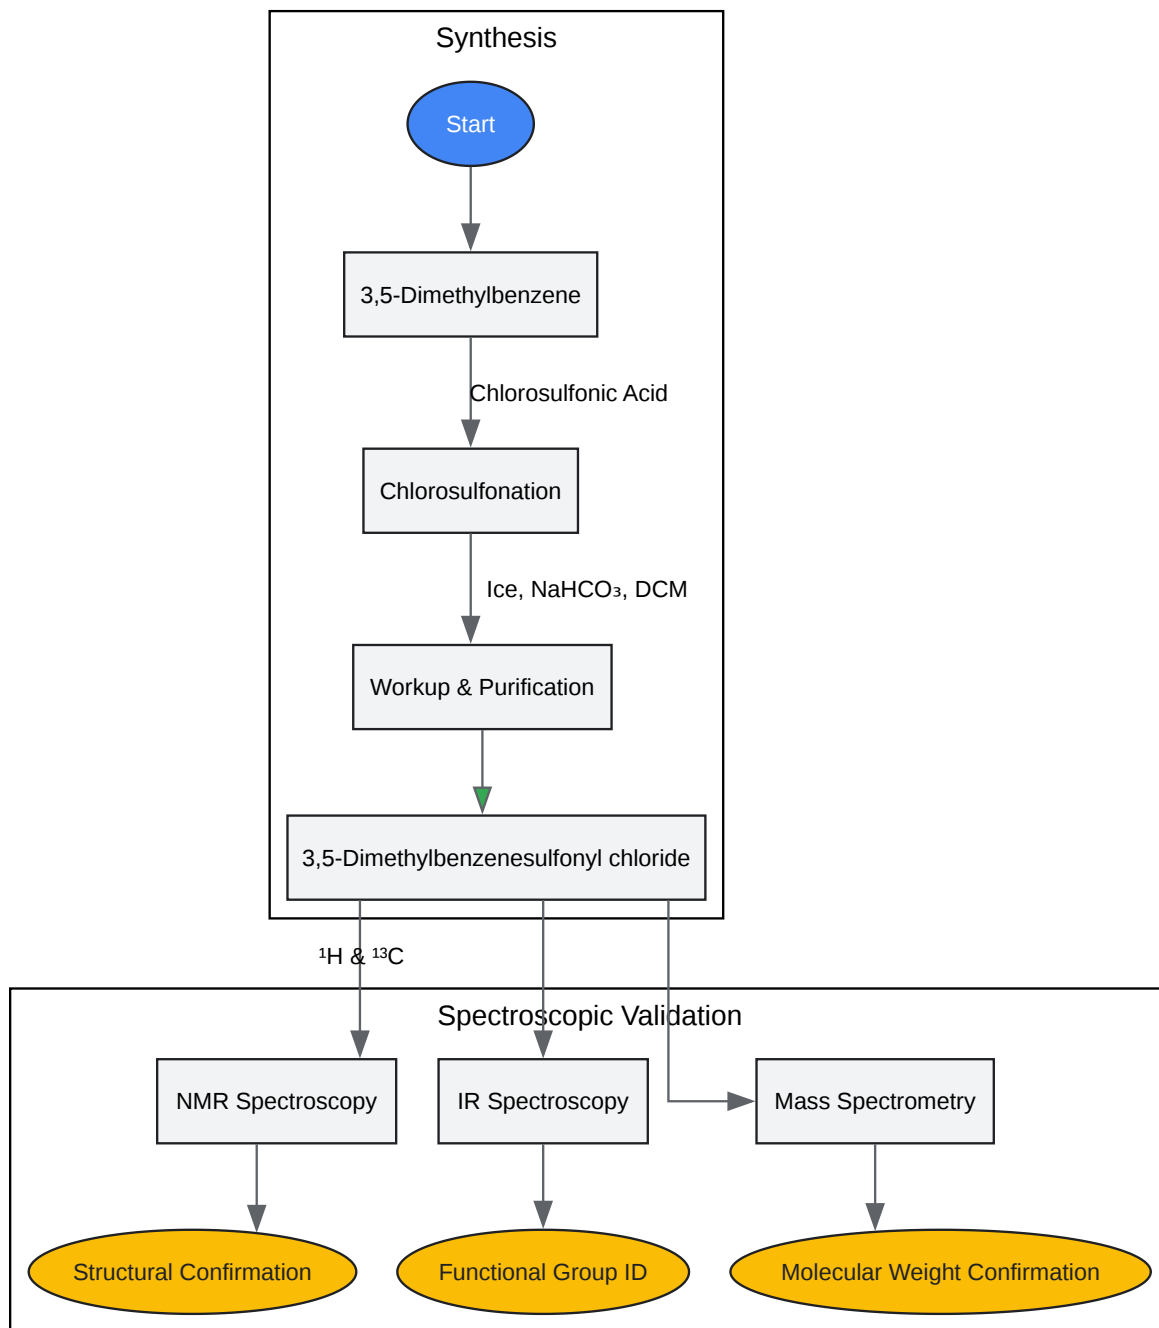 Synthesis
Start
3,5-Dimethylbenzene
Chlorosulfonic Acid
Chlorosulfonation
Ice, NaHCO₃, DCM
Workup & Purification
3,5-Dimethylbenzenesulfonyl chloride
¹H & ¹³C
Spectroscopic Validation
NMR Spectroscopy
IR Spectroscopy
Mass Spectrometry
Structural Confirmation
Functional Group ID
Molecular Weight Confirmation